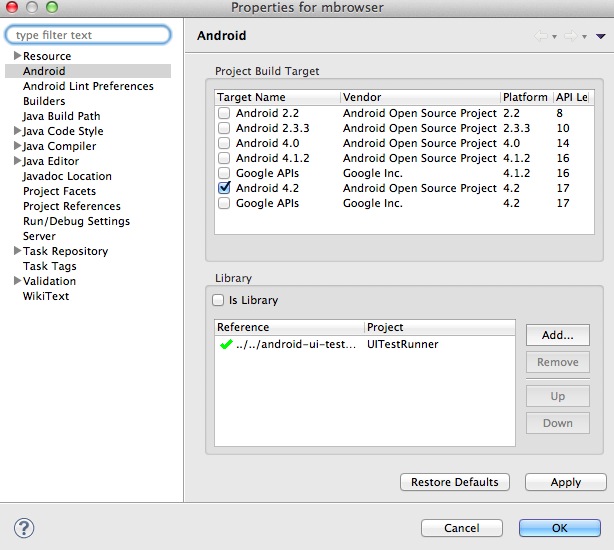 Properties for mbrowser
type filter text
Resource
Android
Android Lint Preferences
Builders
Java Build Path
Java Code Style
Java Compiler
Java Editor
Javadoc Location
Project Facets
Project References
Run/Debug Settings
Server
Task Repository
Task Tags
Validation
WikiText
Android
Project Build Target
Target Name Vendor Platform API Le
Android 2.2 Android Open Source Project 2.2 8
Android 2.3.3 Android Open Source Project 2.3.3 10
Android 4.0 Android Open Source Project 4.0 14
Android 4.1.2 Android Open Source Project 4.1.2 16
Google APIs Google Inc. 4.1.2 16
Android 4.2 Android Open Source Project 4.2 17
Google APIs Google Inc. 4.2 17
Library
Is Library
Reference Project
../../android-ui-test... UITestRunner
Add...
Remove
Up
Down
Restore Defaults Apply
? Cancel OK